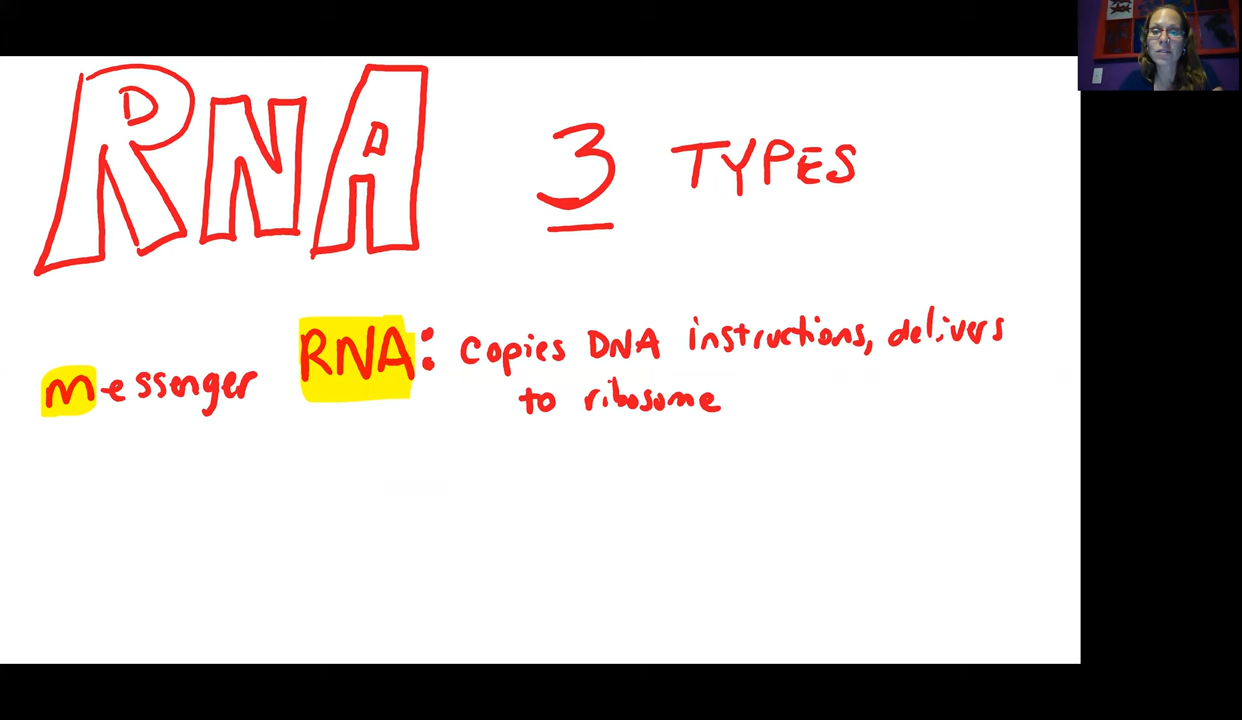 RNA 3 TYPES
messenger RNA: copies DNA instructions, delivers
to ribosome